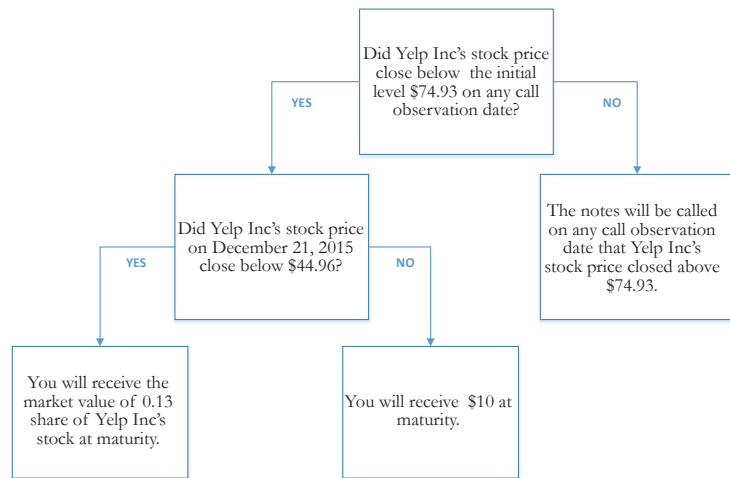 Did Yelp Inc's stock price
close below the initial
level $74.93 on any call
observation date?
YES
NO
Did Yelp Inc's stock price
on December 21, 2015
close below $44.96?
The notes will be called
on any call observation
date that Yelp Inc's
stock price closed above
$74.93.
YES
NO
You will receive the
market value of 0.13
share of Yelp Inc's
stock at maturity.
You will receive $10 at
maturity.